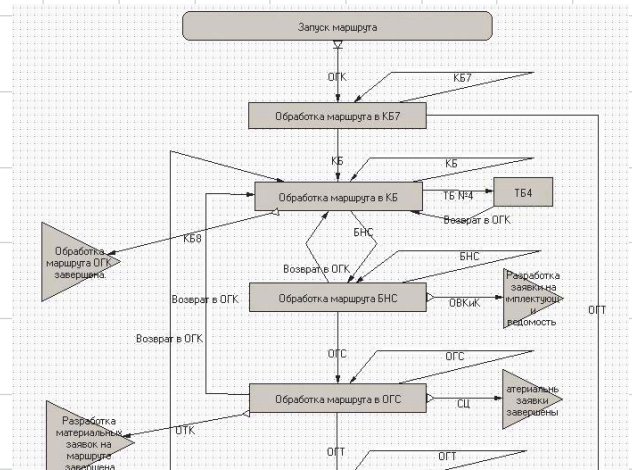 Запуск маршрута
ОГК
КБ7
Обработка маршрута в КБ7
КБ
КБ
Обработка маршрута в КБ
ТБ №4
ТБ4
Возврат в ОГК
КБ8
БНС
Обработка
маршрута ОГК
завершена.
Возврат в ОГК
БНС
Возврат в ОГК
Обработка маршрута БНС
ОВКиК
Разработка
заявки на
мплектующ
и
ведомость
ОГТ
Возврат в ОГК
ОГС
ОГС
Обработка маршрута в ОГС
СЦ
атериальнь
заявки
завершены
ОТК
Разработка
материальных
заявок на
маршрута
завершена
ОГТ
ОГТ